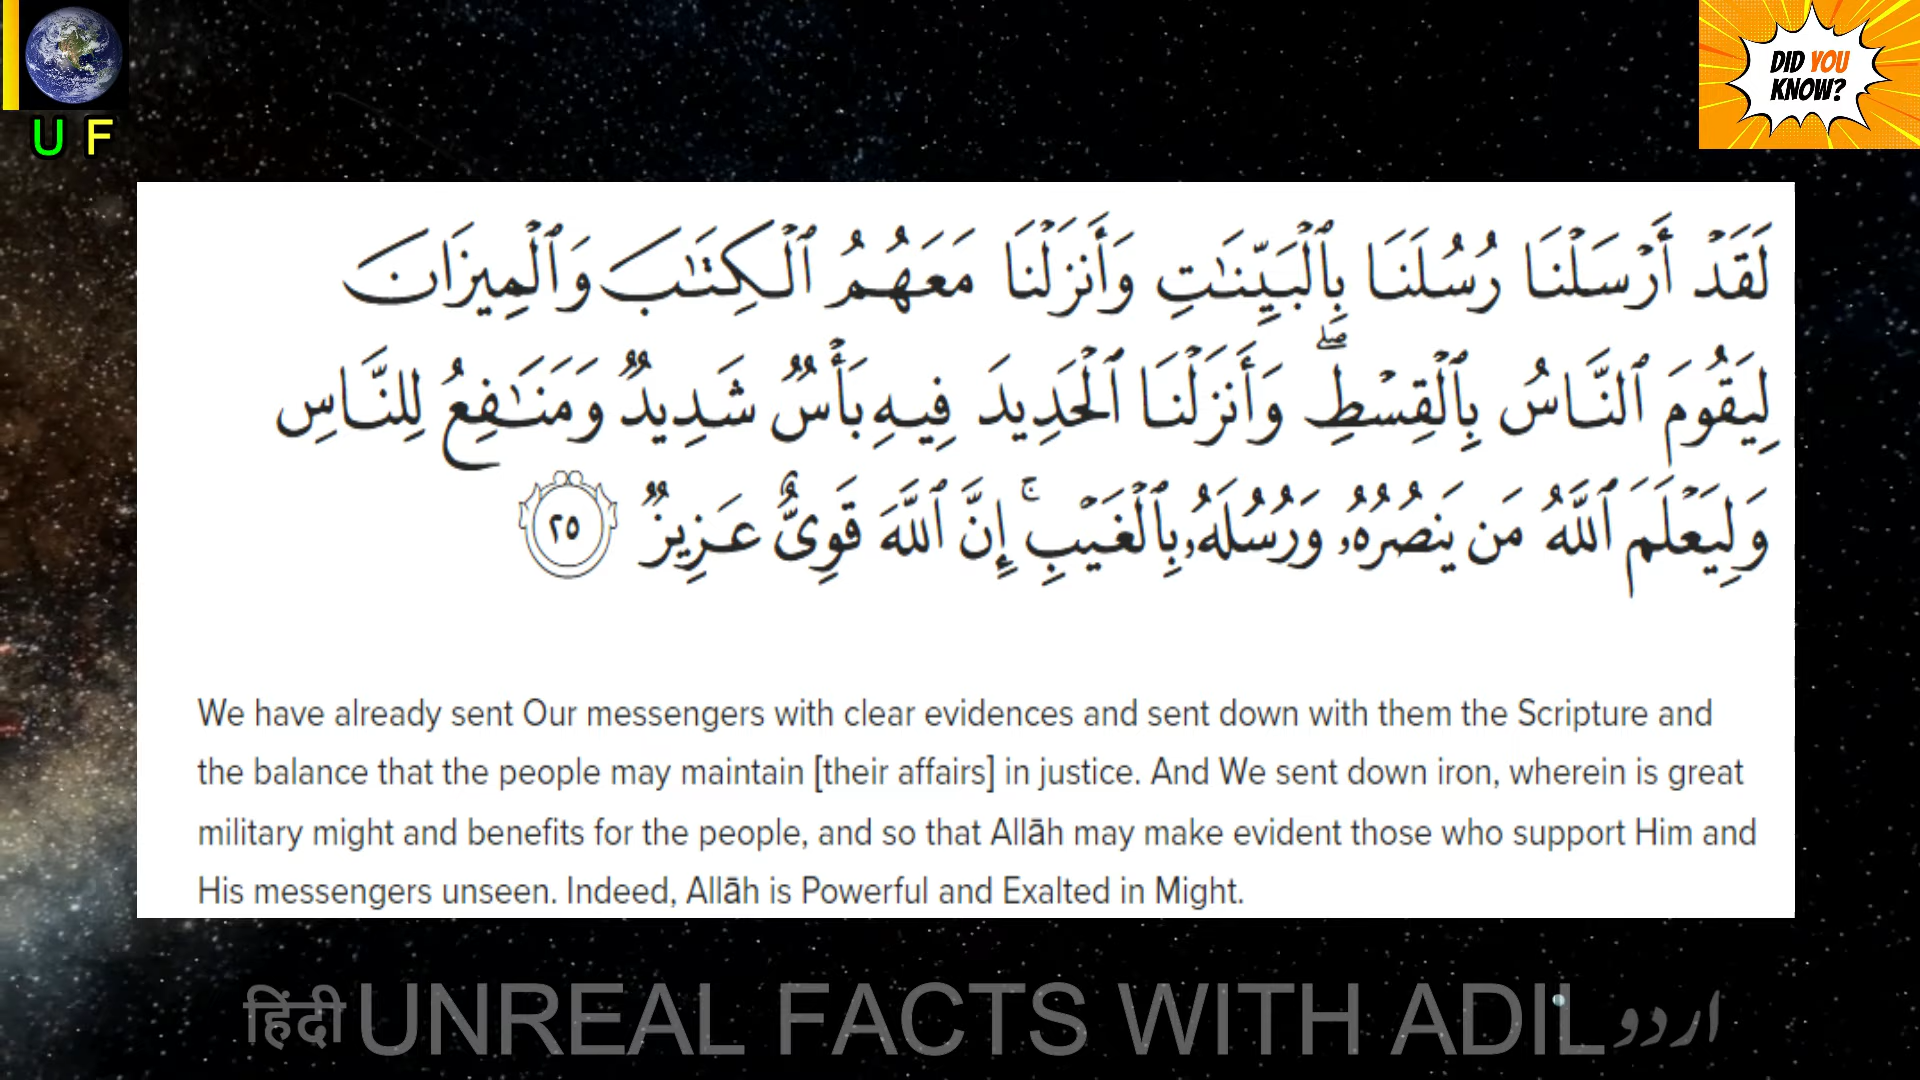 U F
DID YOU
KNOW?
لَقَدْ أَرْسَلْنَا رُسُلَنَا بِٱلْبَيِّنَـٰتِ وَأَنزَلْنَا مَعَهُمُ ٱلْكِتَـٰبَ وَٱلْمِيزَانَ
لِيَقُومَ ٱلنَّاسُ بِٱلْقِسْطِ ۖ وَأَنزَلْنَا ٱلْحَدِيدَ فِيهِ بَأْسٌ شَدِيدٌ وَمَنَـٰفِعُ لِلنَّاسِ
وَلِيَعْلَمَ ٱللَّهُ مَن يَنصُرُهُۥ وَرُسُلَهُۥ بِٱلْغَيْبِ ۚ إِنَّ ٱللَّهَ قَوِىٌّ عَزِيزٌ ٢٥
We have already sent Our messengers with clear evidences and sent down with them the Scripture and
the balance that the people may maintain [their affairs] in justice. And We sent down iron, wherein is great
military might and benefits for the people, and so that Allāh may make evident those who support Him and
His messengers unseen. Indeed, Allāh is Powerful and Exalted in Might.
हिंदी UNREAL FACTS WITH ADIL اردو